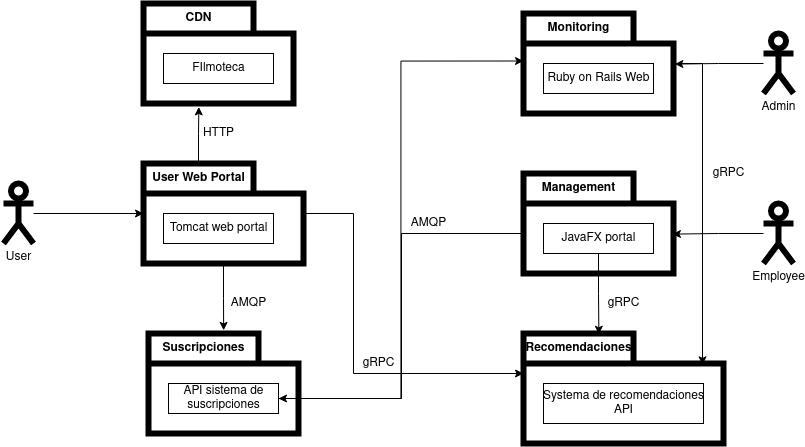 CDN
FIlmoteca
Monitoring
Ruby on Rails Web
Admin
HTTP
User Web Portal
Tomcat web portal
User
gRPC
Management
JavaFX portal
AMQP
Employee
AMQP
gRPC
Suscripciones
API sistema de
suscripciones
gRPC
Recomendaciones
Systema de recomendaciones
API